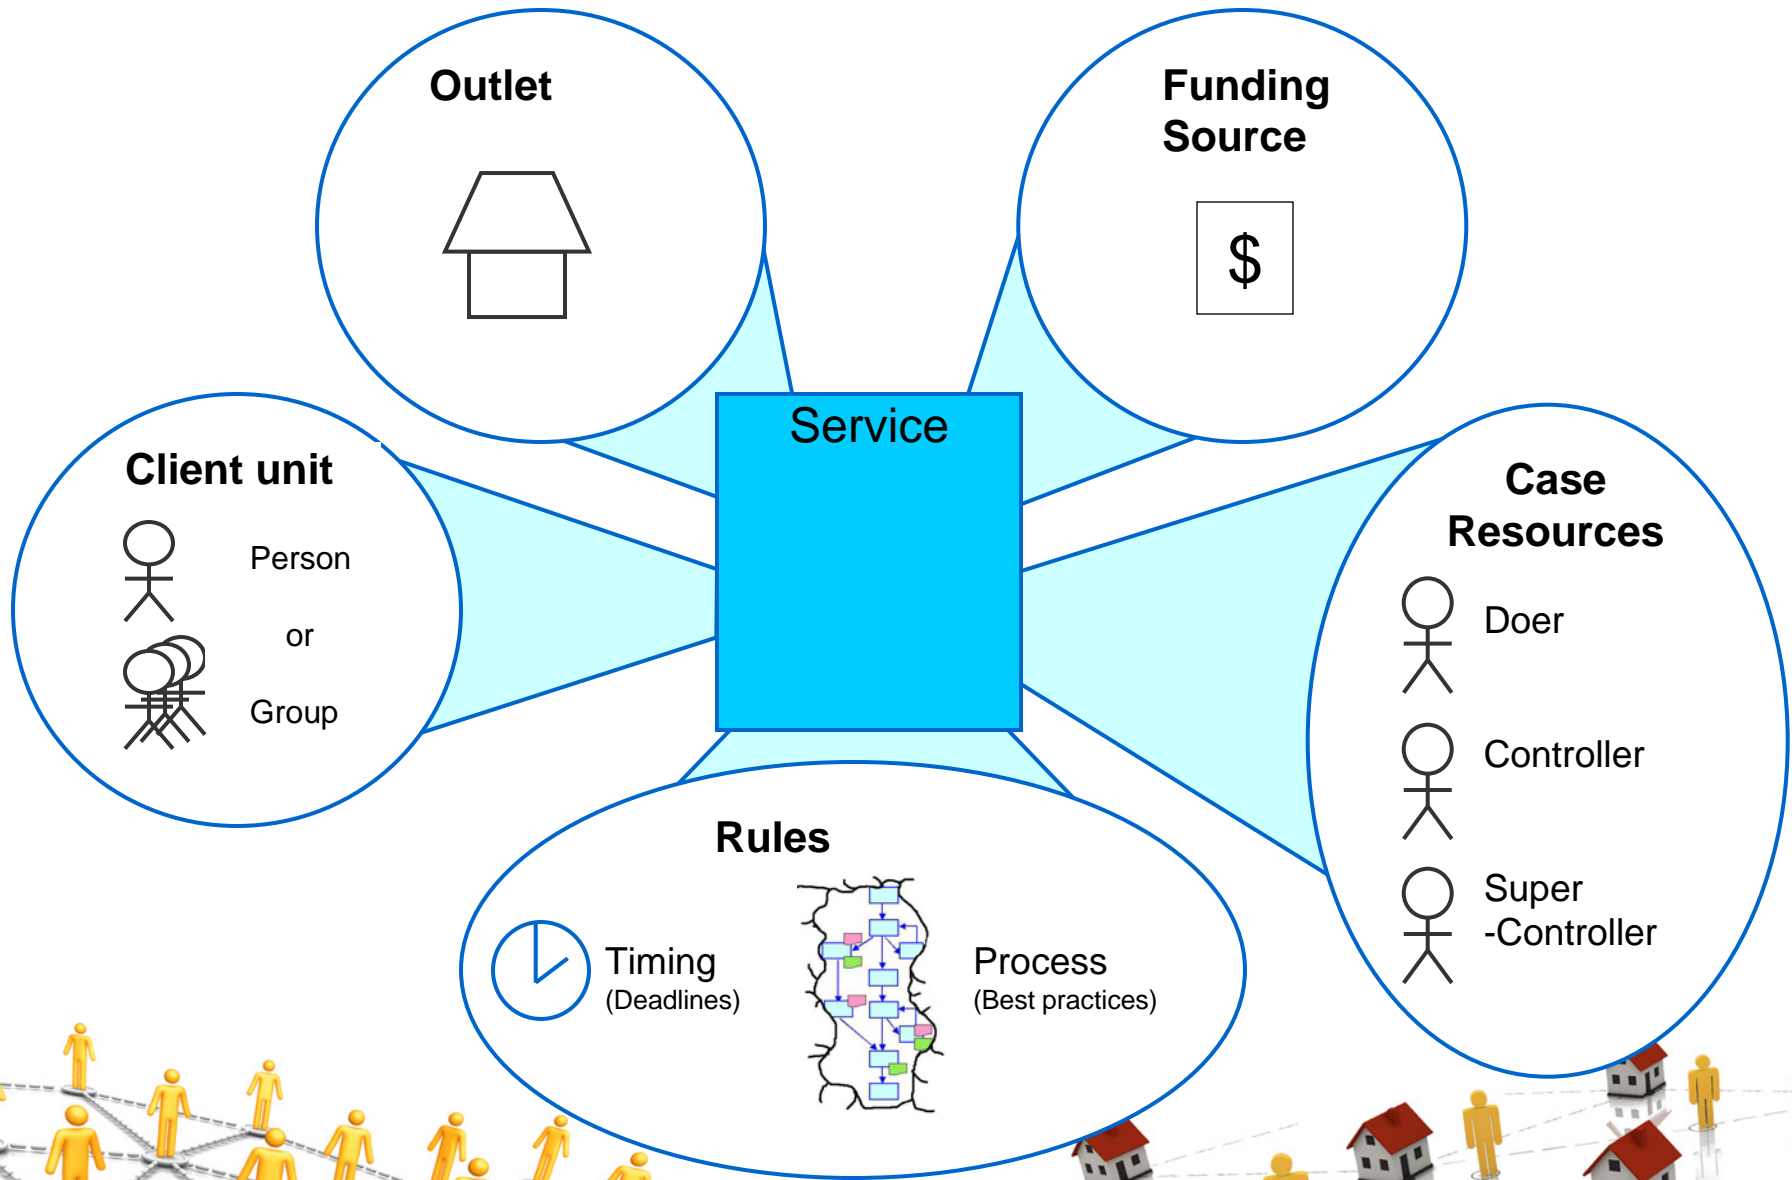 Outlet
Funding
Source
$
Service
Client unit
Person
or
Group
Case
Resources
Doer
Controller
Super
-Controller
Rules
Timing
(Deadlines)
Process
(Best practices)